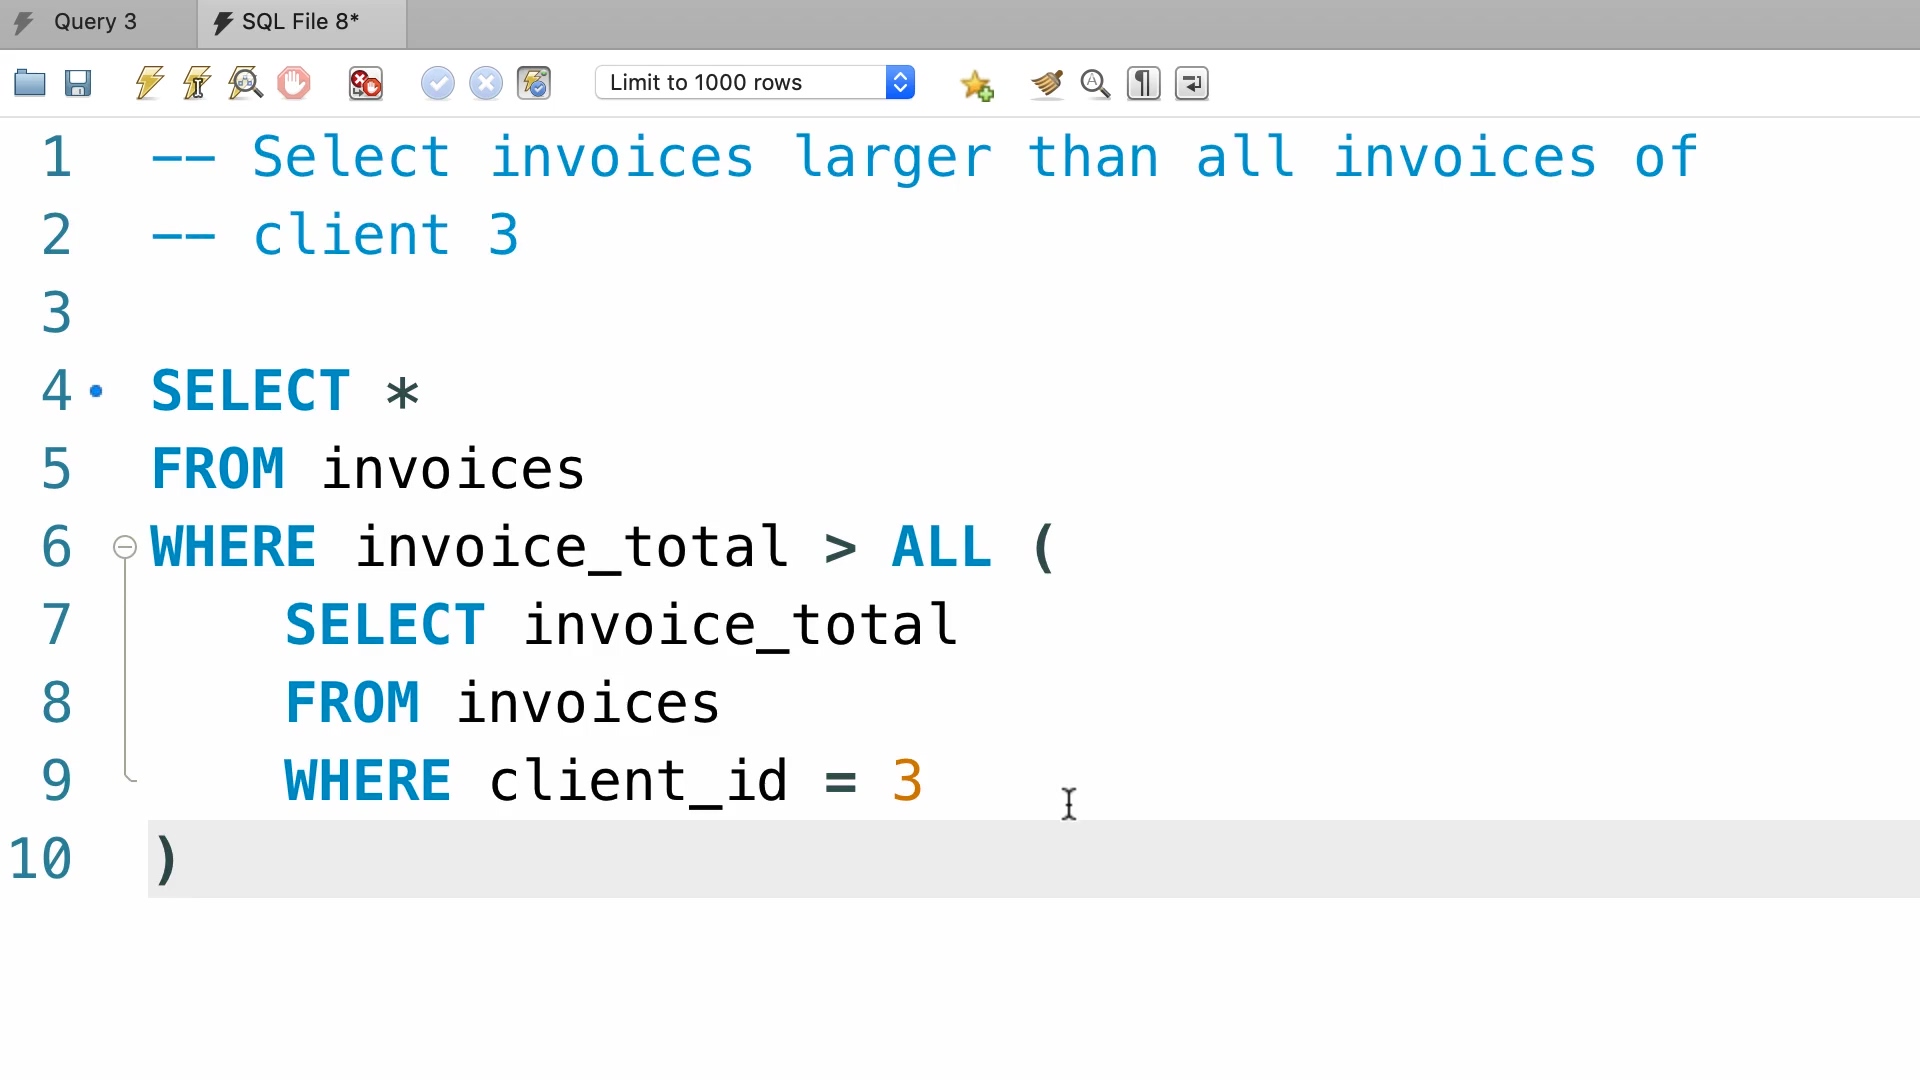 Query 3
SQL File 8*
Limit to 1000 rows
1 -- Select invoices larger than all invoices of
2 -- client 3
3
4 SELECT *
5 FROM invoices
6 WHERE invoice_total > ALL (
7 SELECT invoice_total
8 FROM invoices
9 WHERE client_id = 3
10 )